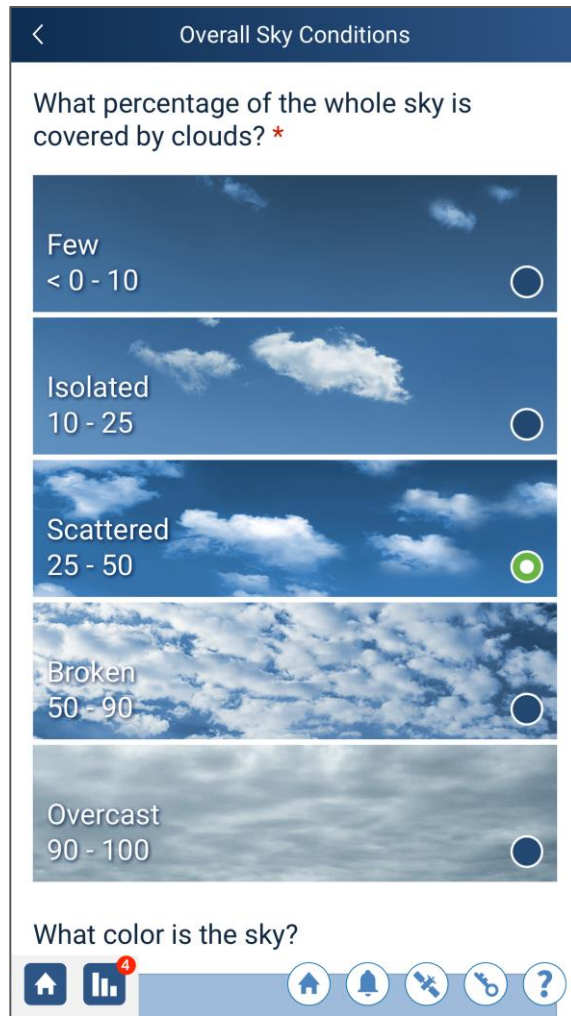 Overall Sky Conditions
What percentage of the whole sky is
covered by clouds? *
Few
< 0 - 10
Isolated
10 - 25
Scattered
25 - 50
Broken
50 - 90
Overcast
90 - 100
What color is the sky?
4
?